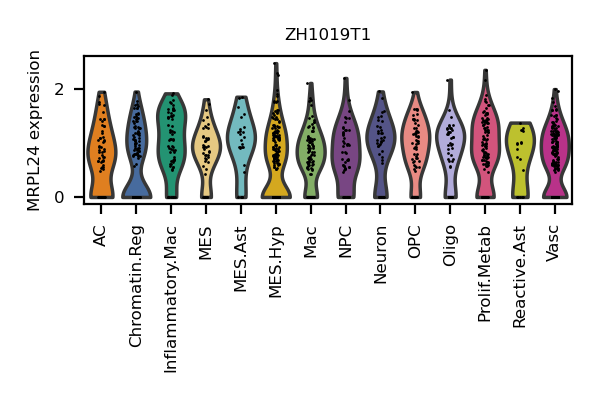 ZH1019T1
MRPL24 expression
2
0
AC
Chromatin.Reg
Inflammatory.Mac
MES
MES.Ast
MES.Hyp
Mac
NPC
Neuron
OPC
Oligo
Prolif.Metab
Reactive.Ast
Vasc